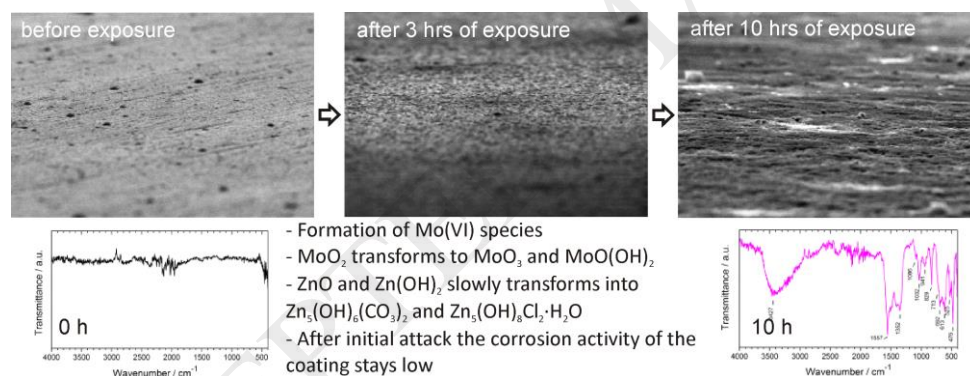 before exposure
after 3 hrs of exposure
after 10 hrs of exposure
- Formation of Mo(VI) species
- MoO₂ transforms to MoO₃ and MoO(OH)₂
- ZnO and Zn(OH)₂ slowly transforms into
Zn₅(OH)₆(CO₃)₂ and Zn₅(OH)₈Cl₂·H₂O
- After initial attack the corrosion activity of the
coating stays low
Transmittance / a.u.
0 h
4000 3500 3000 2500 2000 1500 1000 500
Wavenumber / cm⁻¹
Transmittance / a.u.
10 h
1557
1352
829
713
4000 3500 3000 2500 2000 1500 1000 500
Wavenumber / cm⁻¹